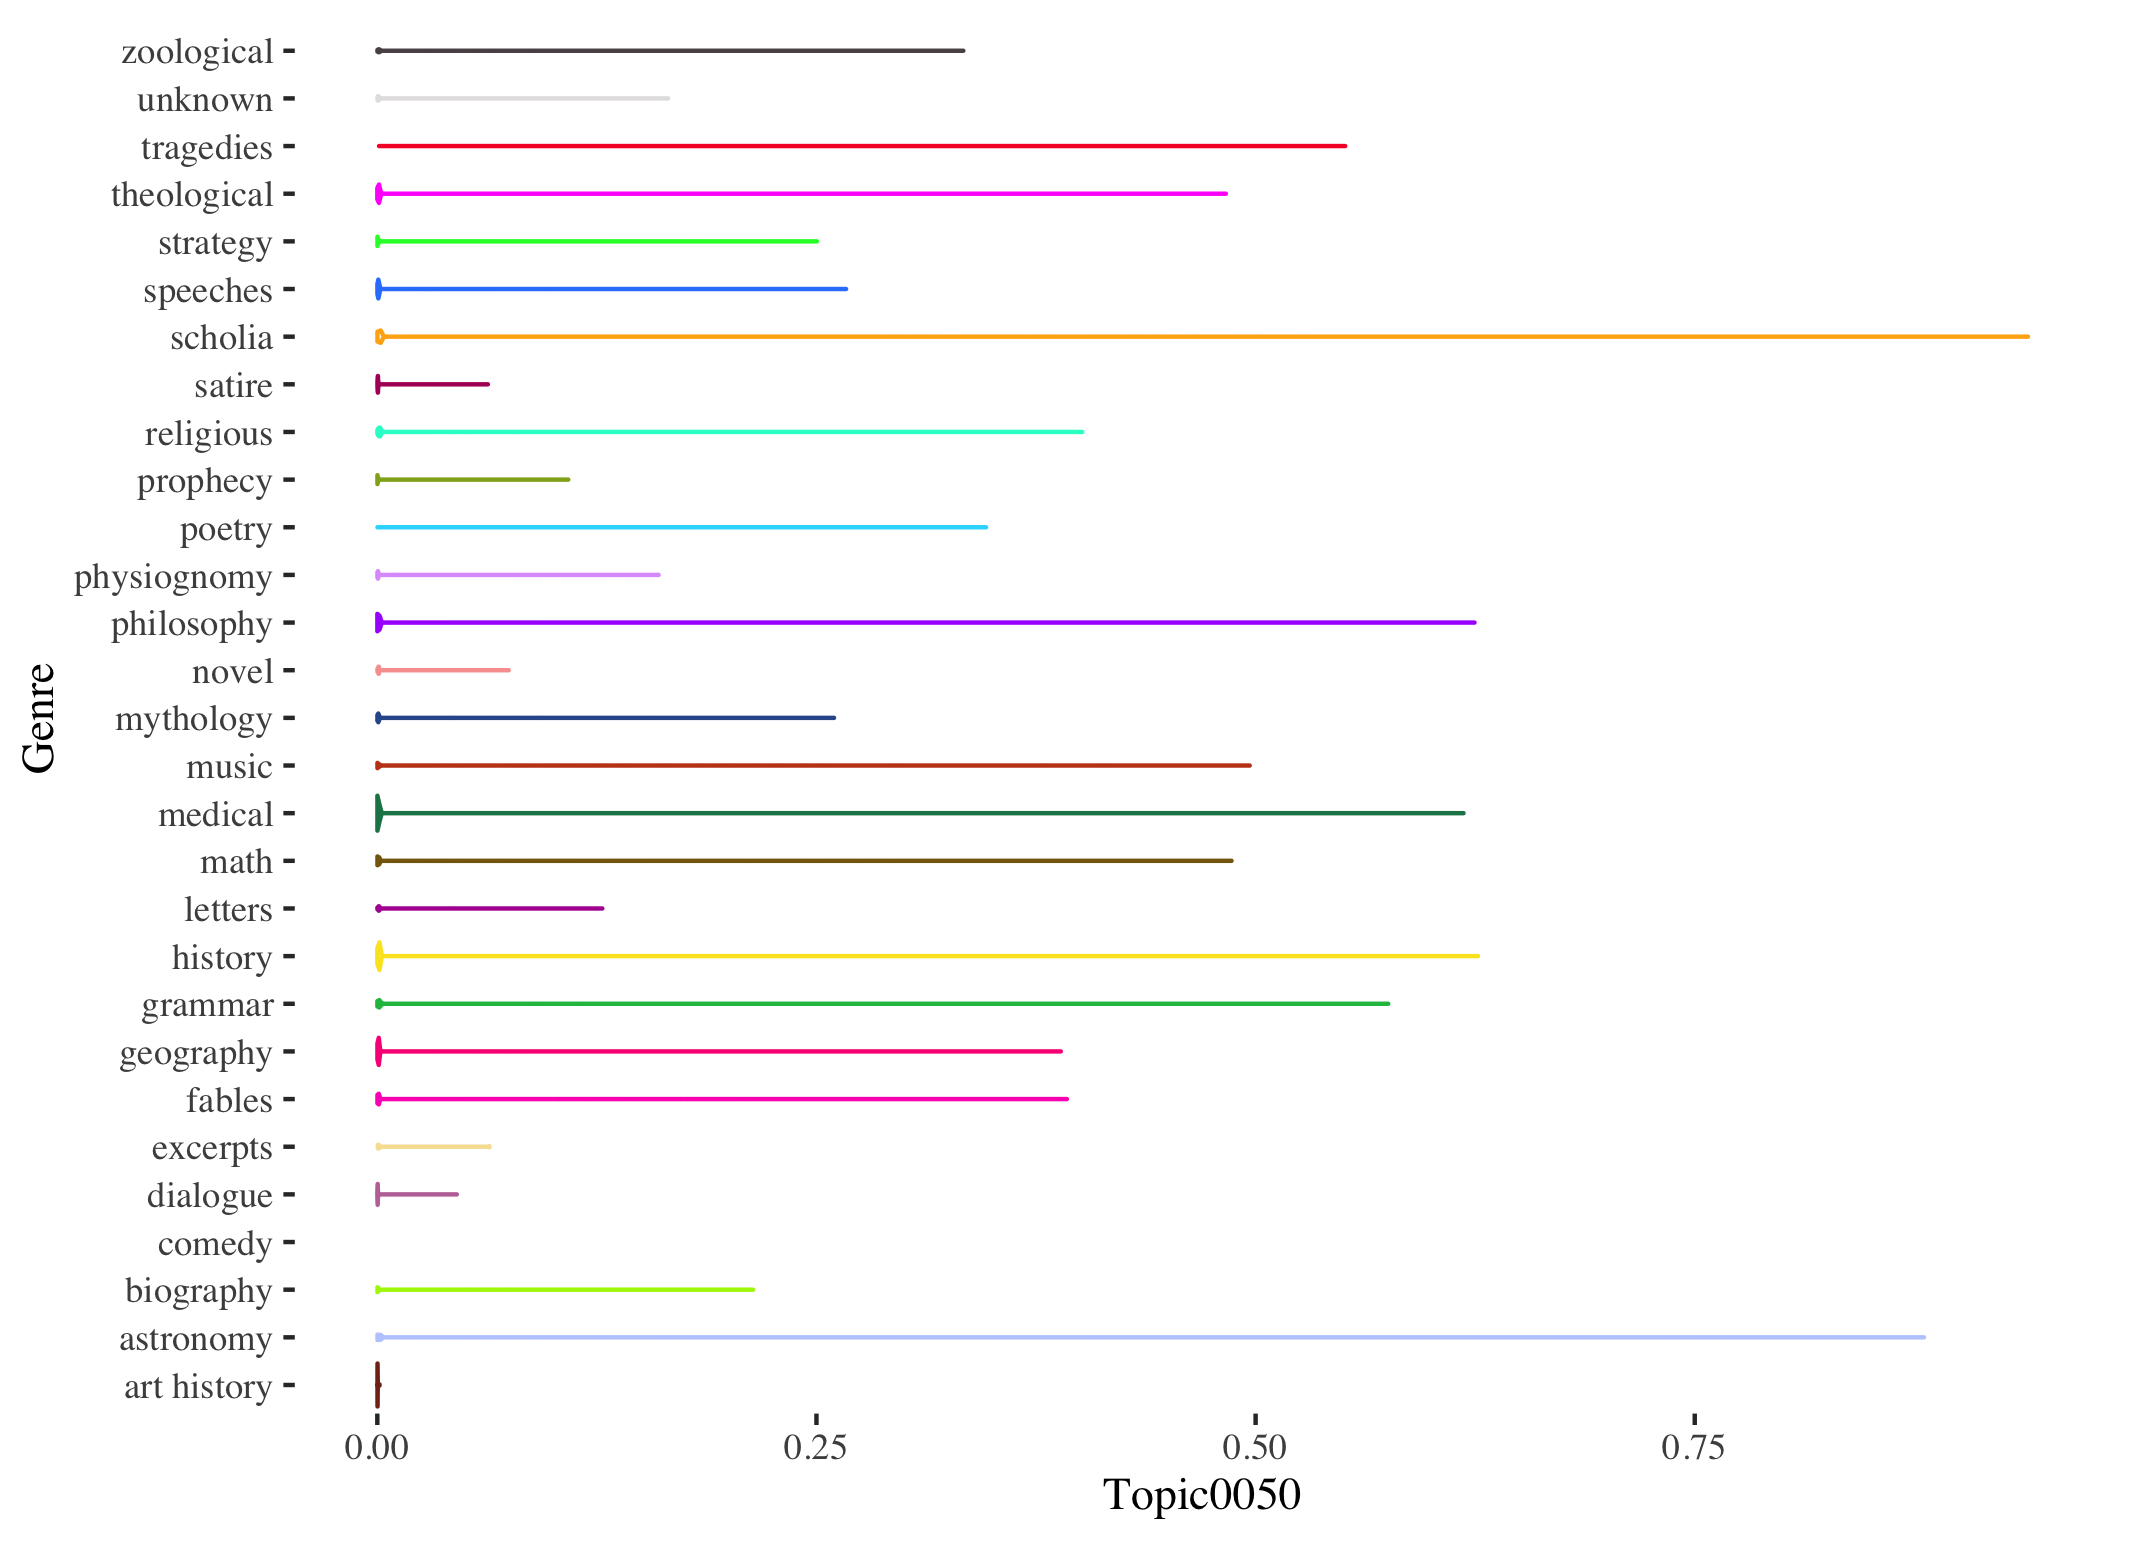 zoological
unknown
tragedies
theological
strategy
speeches
scholia
satire
religious
prophecy
poetry
physiognomy
philosophy
novel
mythology
music
medical
math
letters
history
grammar
geography
fables
excerpts
dialogue
comedy
biography
astronomy
art history
Genre
0.00 0.25 0.50 0.75
Topic0050